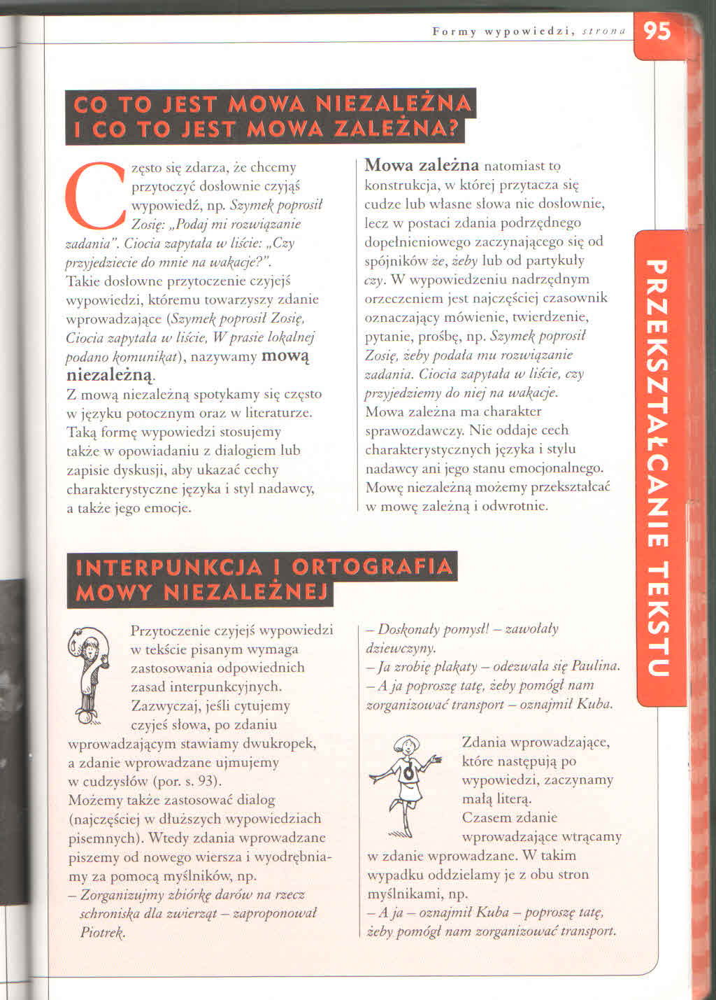 Formy wypowiedzi, strona 95
CO TO JEST MOWA NIEZALEŻNA
I CO TO JEST MOWA ZALEŻNA?
Często się zdarza, że chcemy
przytoczyć dosłownie czyjąś
wypowiedź, np. Szymek poprosił
Zosię: „Podaj mi rozwiązanie
zadania”. Ciocia zapytała w liście: „Czy
przyjedziecie do mnie na wakacje?”.
Takie dosłowne przytoczenie czyjejś
wypowiedzi, któremu towarzyszy zdanie
wprowadzające (Szymek poprosił Zosię,
Ciocia zapytała w liście, W prasie lokalnej
podano komunikat), nazywamy mową
niezależną.
Z mową niezależną spotykamy się często
w języku potocznym oraz w literaturze.
Taką formę wypowiedzi stosujemy
także w opowiadaniu z dialogiem lub
zapisie dyskusji, aby ukazać cechy
charakterystyczne języka i styl nadawcy,
a także jego emocje.
Mowa zależna natomiast to
konstrukcja, w której przytacza się
cudze lub własne słowa nie dosłownie,
lecz w postaci zdania podrzędnego
dopełnieniowego zaczynającego się od
spójników że, żeby lub od partykuły
czy. W wypowiedzeniu nadrzędnym
orzeczeniem jest najczęściej czasownik
oznaczający mówienie, twierdzenie,
pytanie, prośbę, np. Szymek poprosił
Zosię, żeby podała mu rozwiązanie
zadania. Ciocia zapytała w liście, czy
przyjedziemy do niej na wakacje.
Mowa zależna ma charakter
sprawozdawczy. Nie oddaje cech
charakterystycznych języka i stylu
nadawcy ani jego stanu emocjonalnego.
Mowę niezależną możemy przekształcać
w mowę zależną i odwrotnie.
PRZEKSZTAŁCANIE TEKSTU
INTERPUNKCJA I ORTOGRAFIA
MOWY NIEZALEŻNEJ
Przytoczenie czyjejś wypowiedzi
w tekście pisanym wymaga
zastosowania odpowiednich
zasad interpunkcyjnych.
Zazwyczaj, jeśli cytujemy
czyjeś słowa, po zdaniu
wprowadzającym stawiamy dwukropek,
a zdanie wprowadzane ujmujemy
w cudzysłów (por. s. 93).
Możemy także zastosować dialog
(najczęściej w dłuższych wypowiedziach
pisemnych). Wtedy zdania wprowadzane
piszemy od nowego wiersza i wyodrębnia-
my za pomocą myślników, np.
– Zorganizujmy zbiórkę darów na rzecz
schroniska dla zwierząt – zaproponował
Piotrek.
– Doskonały pomysł! – zawołały
dziewczyny.
– Ja zrobię plakaty – odezwała się Paulina.
– A ja poproszę tatę, żeby pomógł nam
zorganizować transport – oznajmił Kuba.
Zdania wprowadzające,
które następują po
wypowiedzi, zaczynamy
małą literą.
Czasem zdanie
wprowadzające wtrącamy
w zdanie wprowadzane. W takim
wypadku oddzielamy je z obu stron
myślnikami, np.
– A ja – oznajmił Kuba – poproszę tatę,
żeby pomógł nam zorganizować transport.